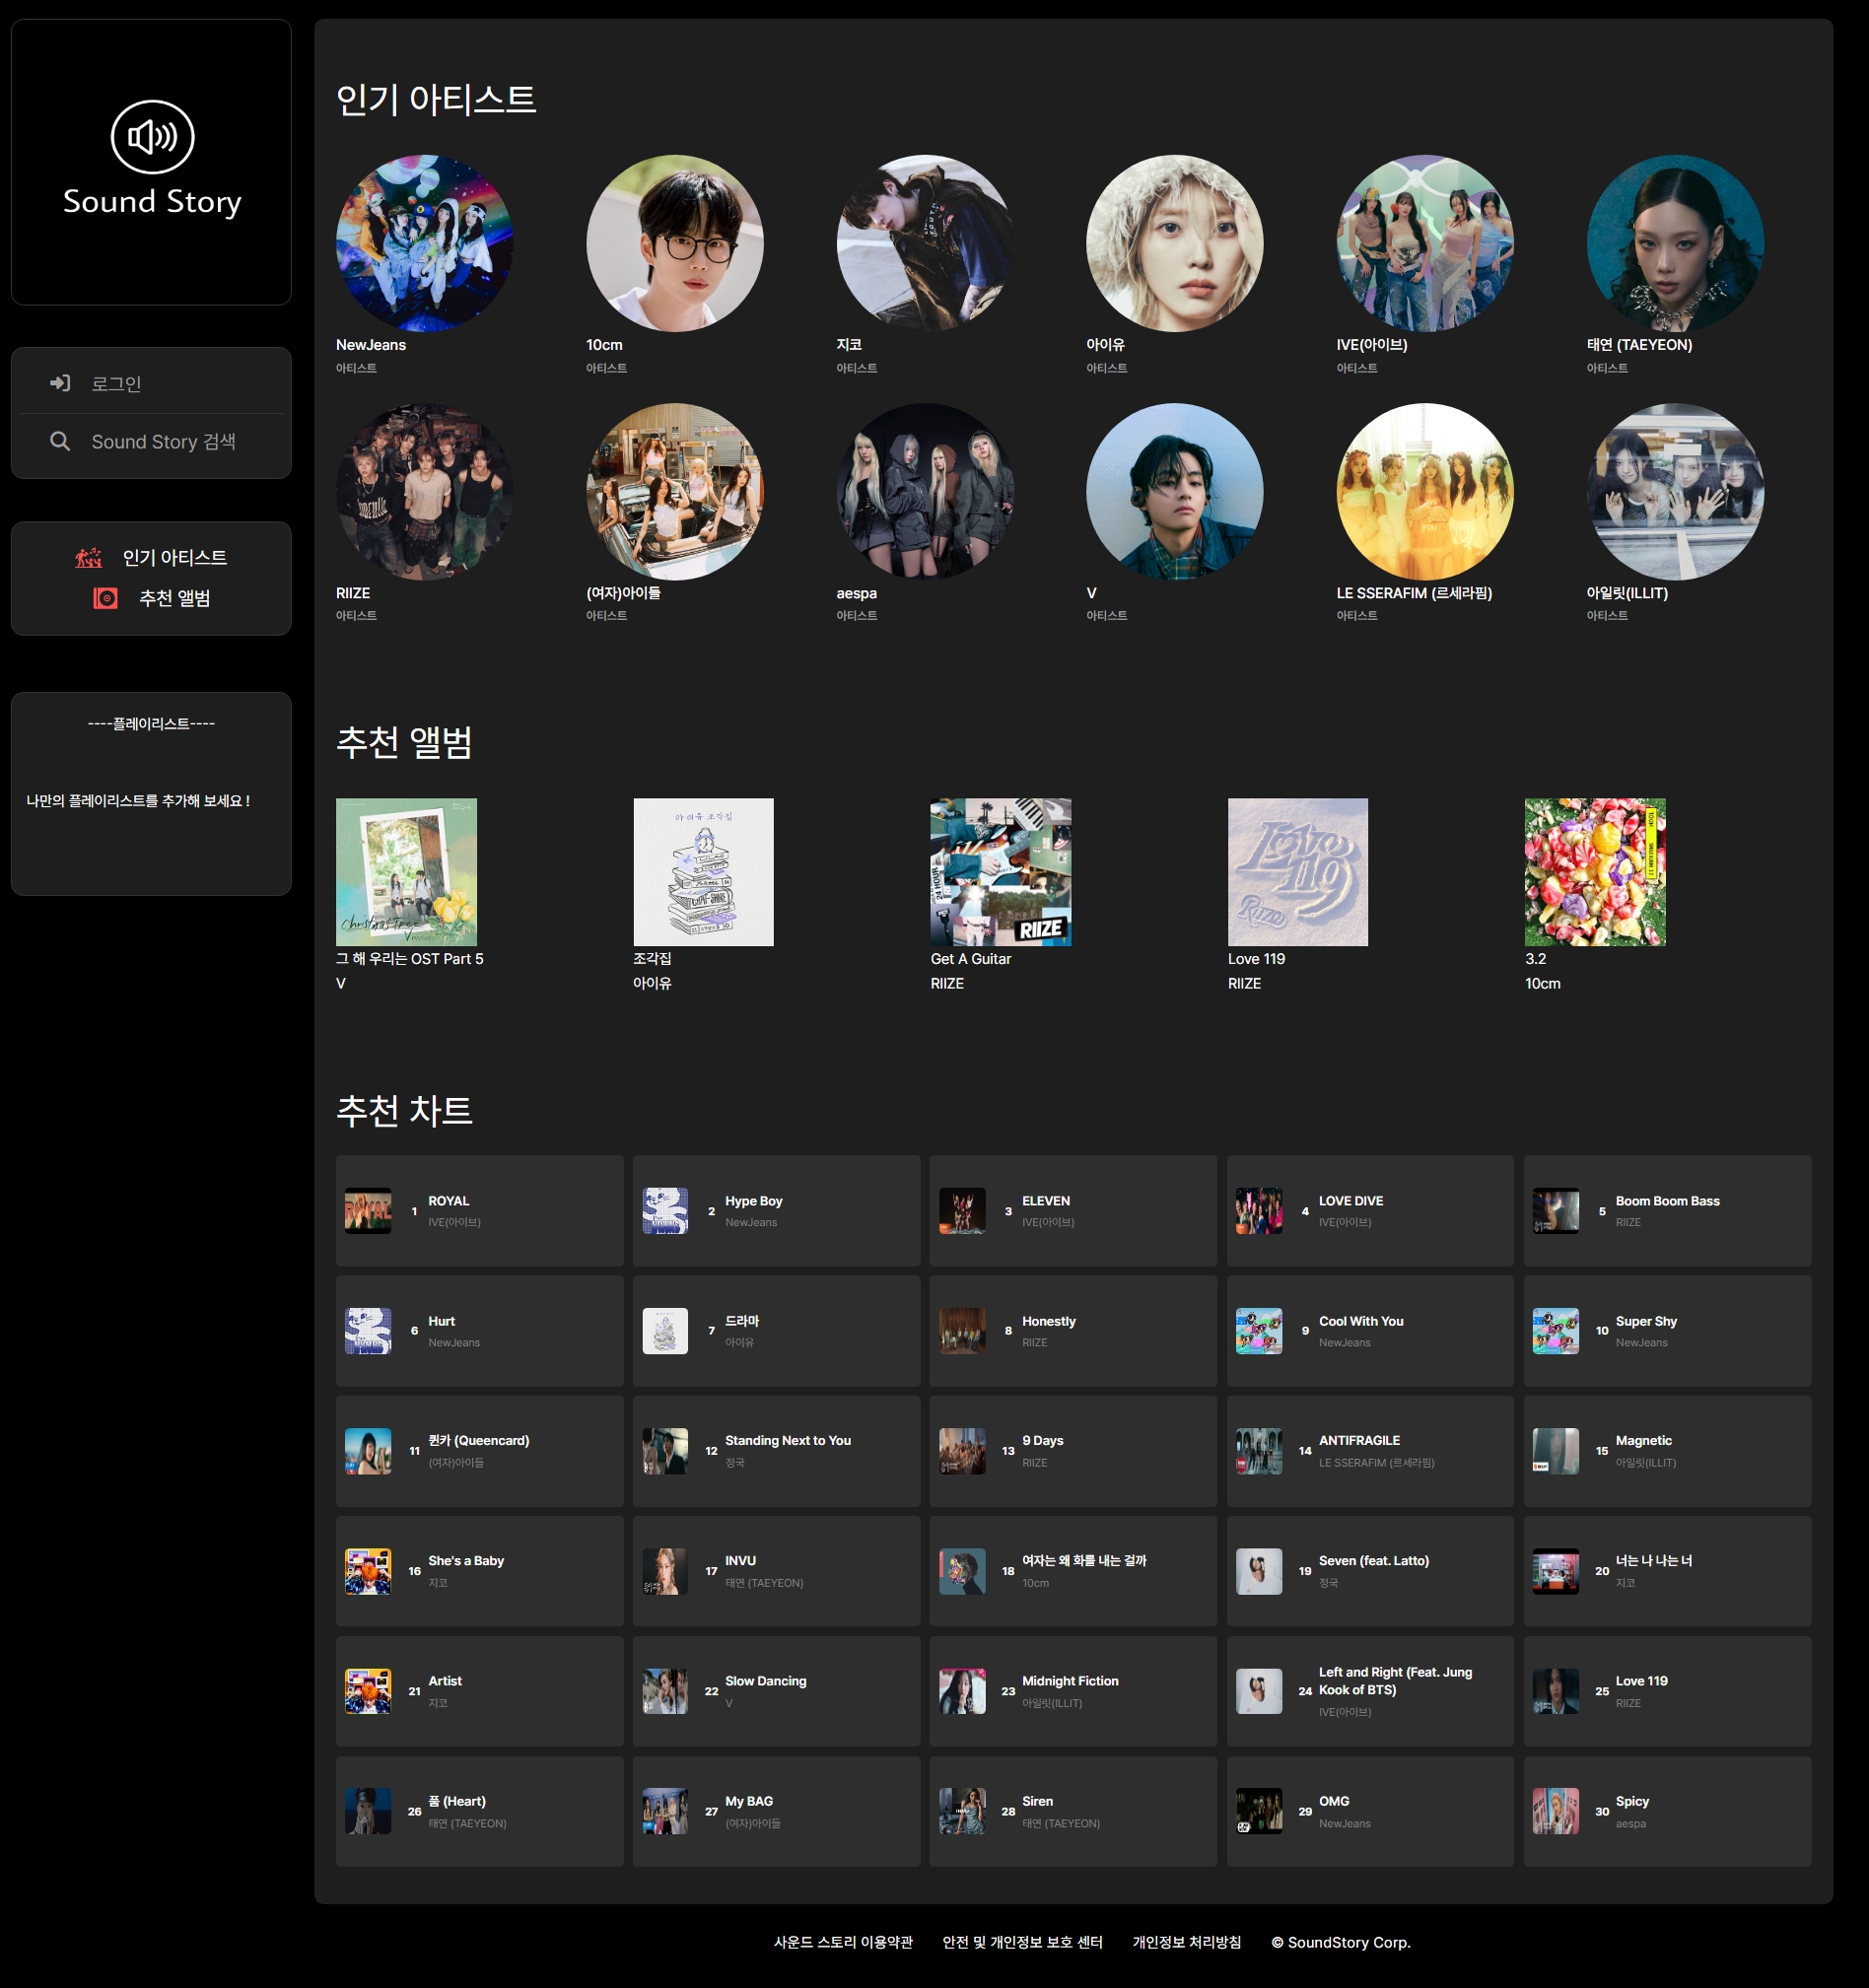 Sound Story
로그인
Sound Story 검색
인기 아티스트
추천 앨범
----플레이리스트----
나만의 플레이리스트를 추가해 보세요 !
인기 아티스트
NewJeans
아티스트
10cm
아티스트
지코
아티스트
아이유
아티스트
IVE(아이브)
아티스트
태연 (TAEYEON)
아티스트
RIIZE
아티스트
(여자)아이들
아티스트
aespa
아티스트
V
아티스트
LE SSERAFIM (르세라핌)
아티스트
아일릿(ILLIT)
아티스트
추천 앨범
Christmas Tree
V
그 해 우리는 OST Part 5
V
아이유 조각집
조각집
아이유
RIIZE
Get A Guitar
RIIZE
Love 119
RIIZE
Love 119
RIIZE
3.2
10cm
추천 차트
ROYAL
1
ROYAL
IVE(아이브)
2
Hype Boy
NewJeans
3
ELEVEN
IVE(아이브)
4
LOVE DIVE
IVE(아이브)
5
Boom Boom Bass
RIIZE
6
Hurt
NewJeans
7
드라마
아이유
8
Honestly
RIIZE
9
Cool With You
NewJeans
10
Super Shy
NewJeans
11
퀸카 (Queencard)
(여자)아이들
12
Standing Next to You
정국
13
9 Days
RIIZE
14
ANTIFRAGILE
LE SSERAFIM (르세라핌)
15
Magnetic
아일릿(ILLIT)
16
She's a Baby
지코
17
INVU
태연 (TAEYEON)
18
여자는 왜 화를 내는 걸까
10cm
19
Seven (feat. Latto)
정국
20
너는 나 나는 너
지코
21
Artist
지코
22
Slow Dancing
V
23
Midnight Fiction
아일릿(ILLIT)
24
Left and Right (Feat. Jung
Kook of BTS)
IVE(아이브)
25
Love 119
RIIZE
26
품 (Heart)
태연 (TAEYEON)
27
My BAG
(여자)아이들
28
Siren
태연 (TAEYEON)
29
OMG
NewJeans
30
Spicy
aespa
사운드 스토리 이용약관
안전 및 개인정보 보호 센터
개인정보 처리방침
© SoundStory Corp.